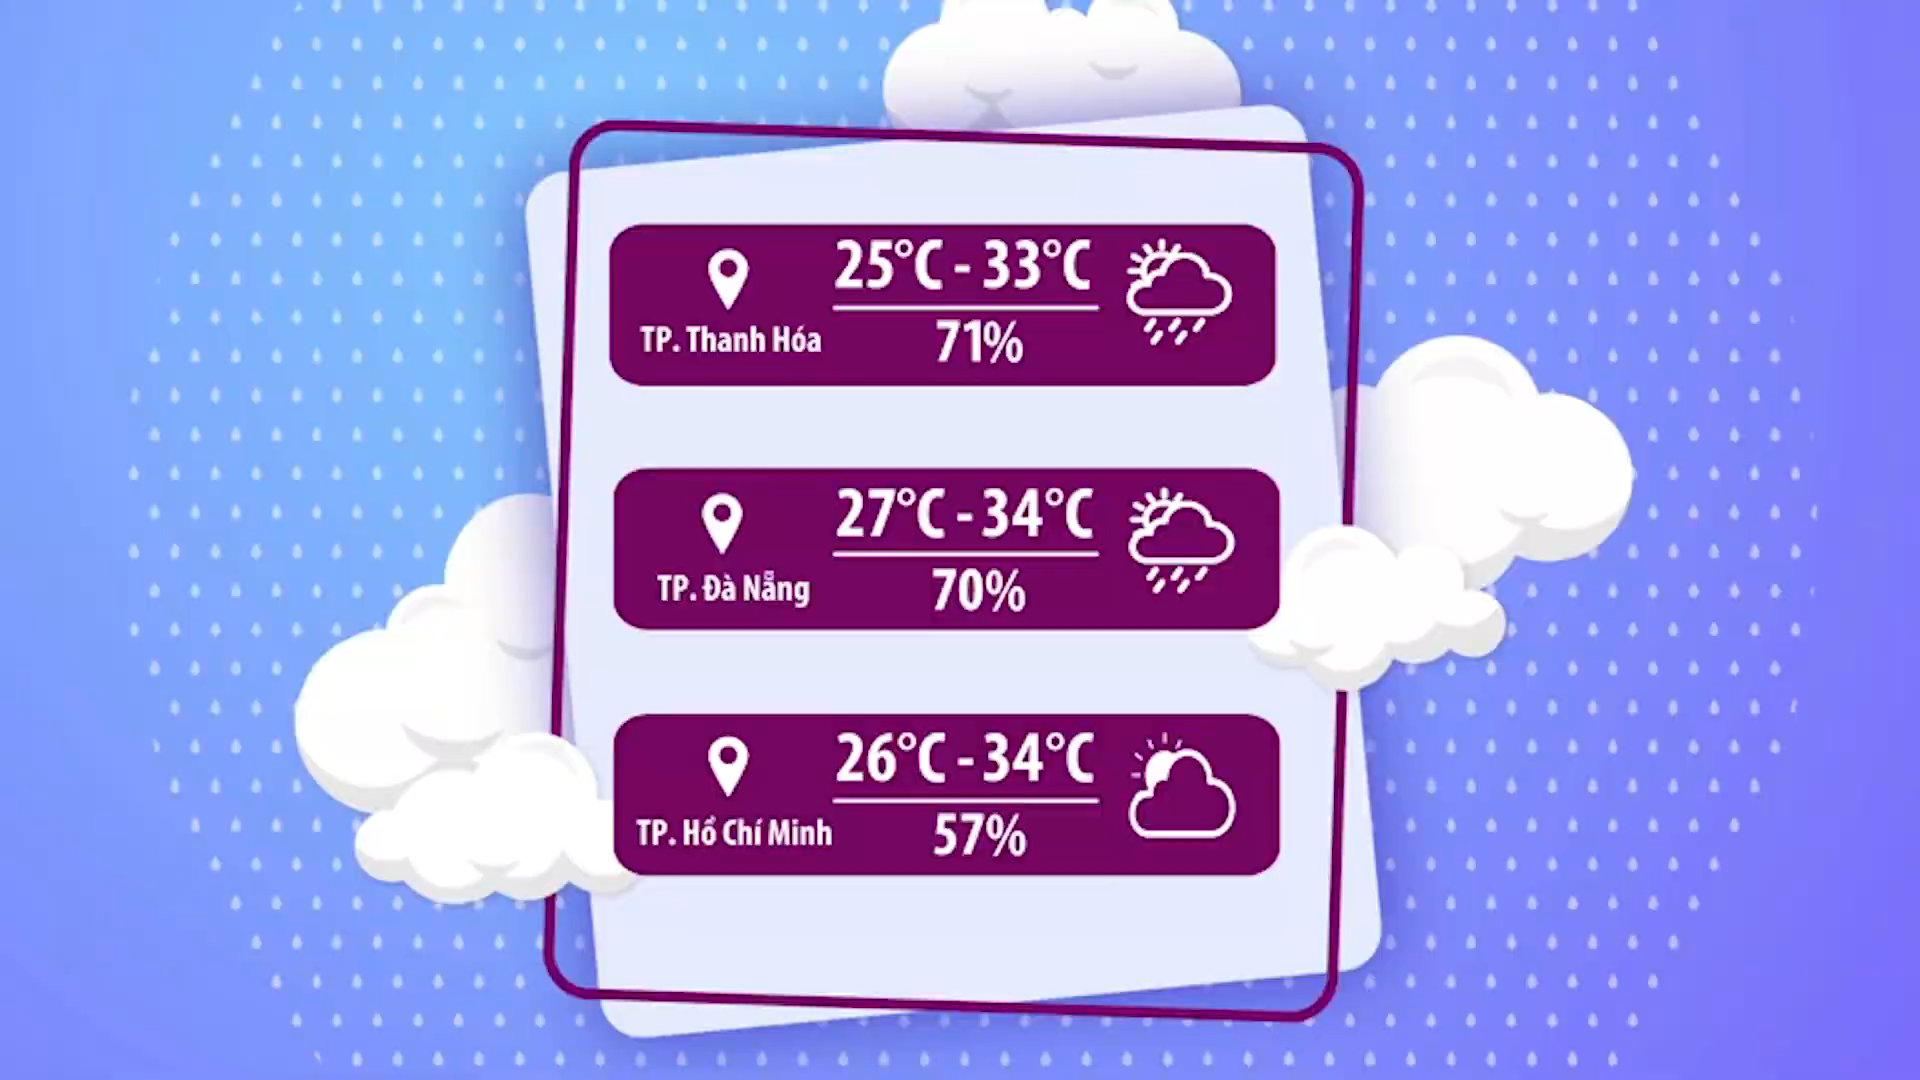 25°C - 33°C
TP. Thanh Hóa
71%
27°C - 34°C
TP. Đà Nẵng
70%
26°C - 34°C
TP. Hồ Chí Minh
57%